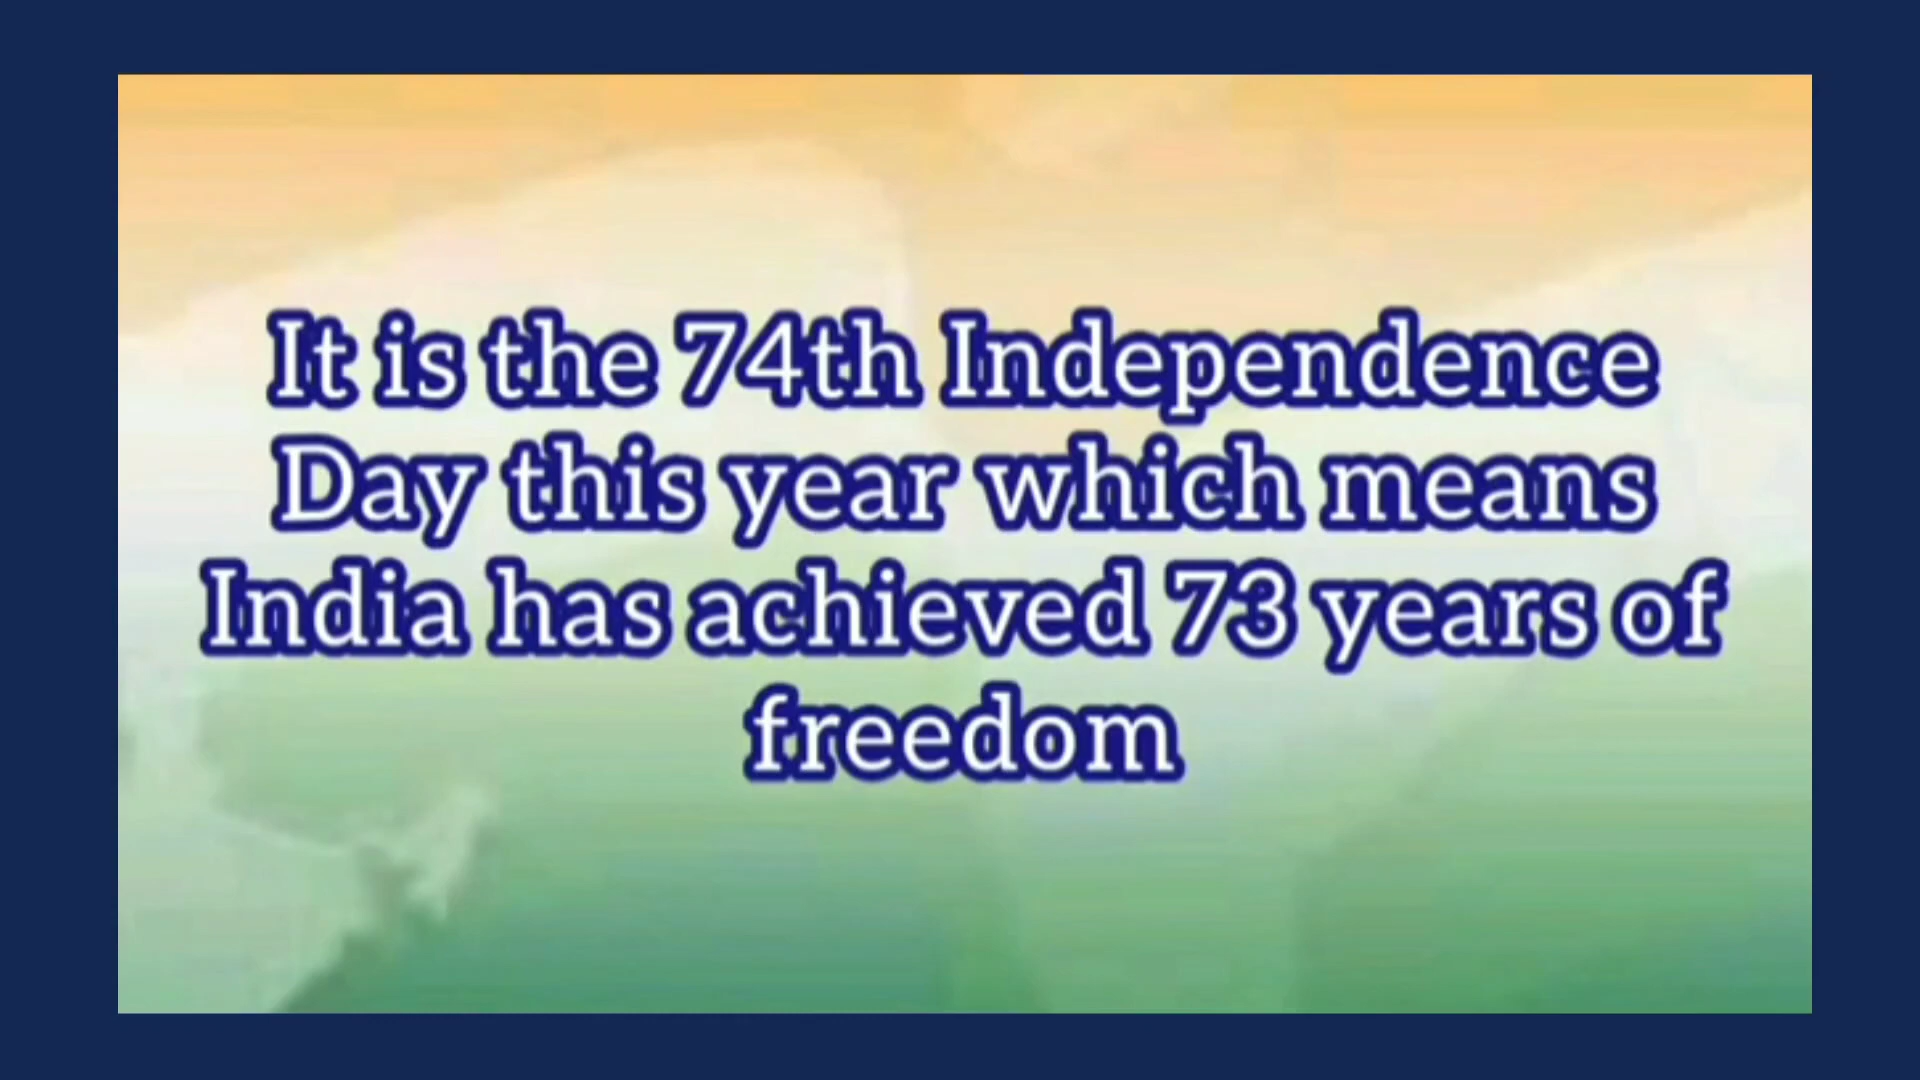 It is the 74th Independence
Day this year which means
India has achieved 73 years of
freedom